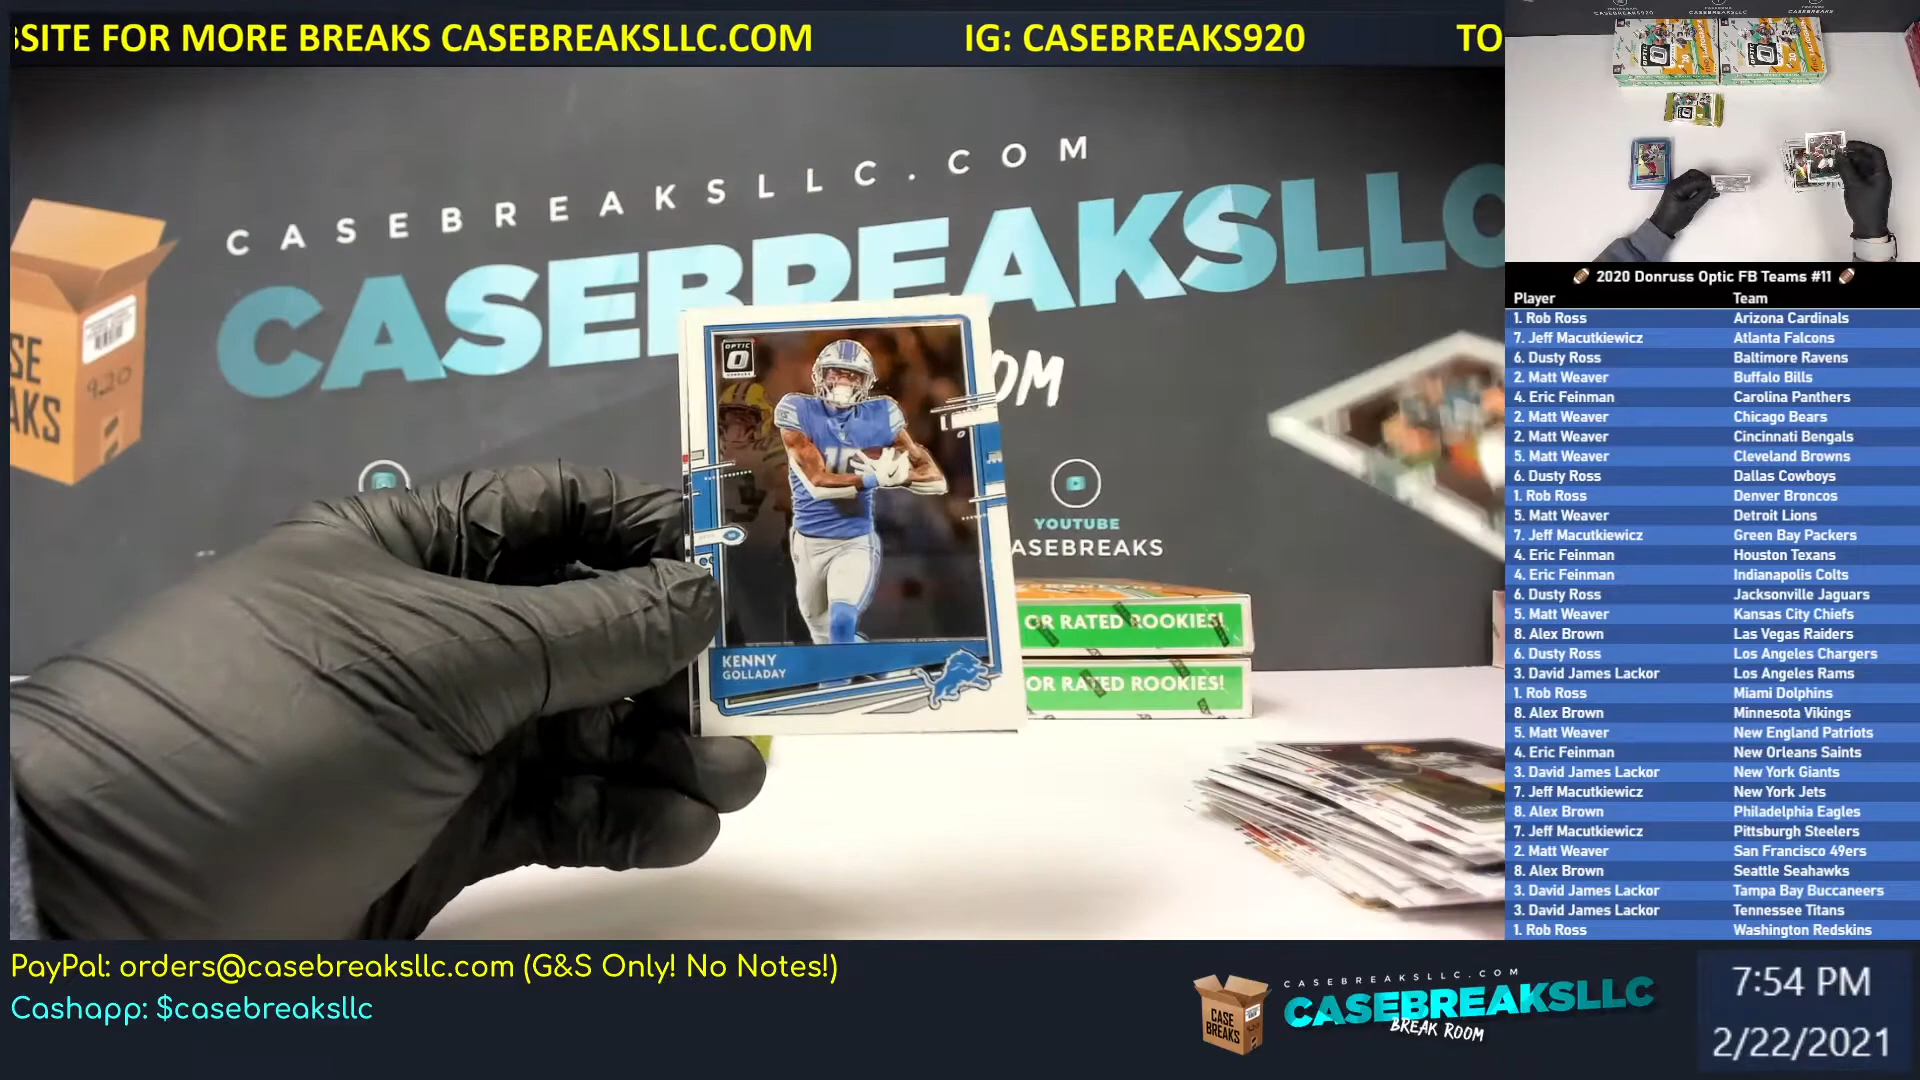 SITE FOR MORE BREAKS CASEBREAKSLLC.COM
IG: CASEBREAKS920
TO
CASEBREAKSLLC.COM
CASEBREAKSLLC
OM
SE
AKS
920
OPTIC
KENNY
GOLLADAY
YOUTUBE
ASEBREAKS
OR RATED ROOKIES!
OR RATED ROOKIES!
2020 Donruss Optic FB Teams #11
Player Team
1. Rob Ross Arizona Cardinals
7. Jeff Macutkiewicz Atlanta Falcons
6. Dusty Ross Baltimore Ravens
2. Matt Weaver Buffalo Bills
4. Eric Feinman Carolina Panthers
2. Matt Weaver Chicago Bears
2. Matt Weaver Cincinnati Bengals
5. Matt Weaver Cleveland Browns
6. Dusty Ross Dallas Cowboys
1. Rob Ross Denver Broncos
5. Matt Weaver Detroit Lions
7. Jeff Macutkiewicz Green Bay Packers
4. Eric Feinman Houston Texans
4. Eric Feinman Indianapolis Colts
6. Dusty Ross Jacksonville Jaguars
5. Matt Weaver Kansas City Chiefs
8. Alex Brown Las Vegas Raiders
6. Dusty Ross Los Angeles Chargers
3. David James Lackor Los Angeles Rams
1. Rob Ross Miami Dolphins
8. Alex Brown Minnesota Vikings
5. Matt Weaver New England Patriots
4. Eric Feinman New Orleans Saints
3. David James Lackor New York Giants
7. Jeff Macutkiewicz New York Jets
8. Alex Brown Philadelphia Eagles
7. Jeff Macutkiewicz Pittsburgh Steelers
2. Matt Weaver San Francisco 49ers
8. Alex Brown Seattle Seahawks
3. David James Lackor Tampa Bay Buccaneers
3. David James Lackor Tennessee Titans
1. Rob Ross Washington Redskins
PayPal: orders@casebreaksllc.com (G&S Only! No Notes!)
Cashapp: $casebreaksllc
CASE
BREAKS
CASEBREAKSLLC.COM
CASEBREAKSLLC
BREAK ROOM
7:54 PM
2/22/2021